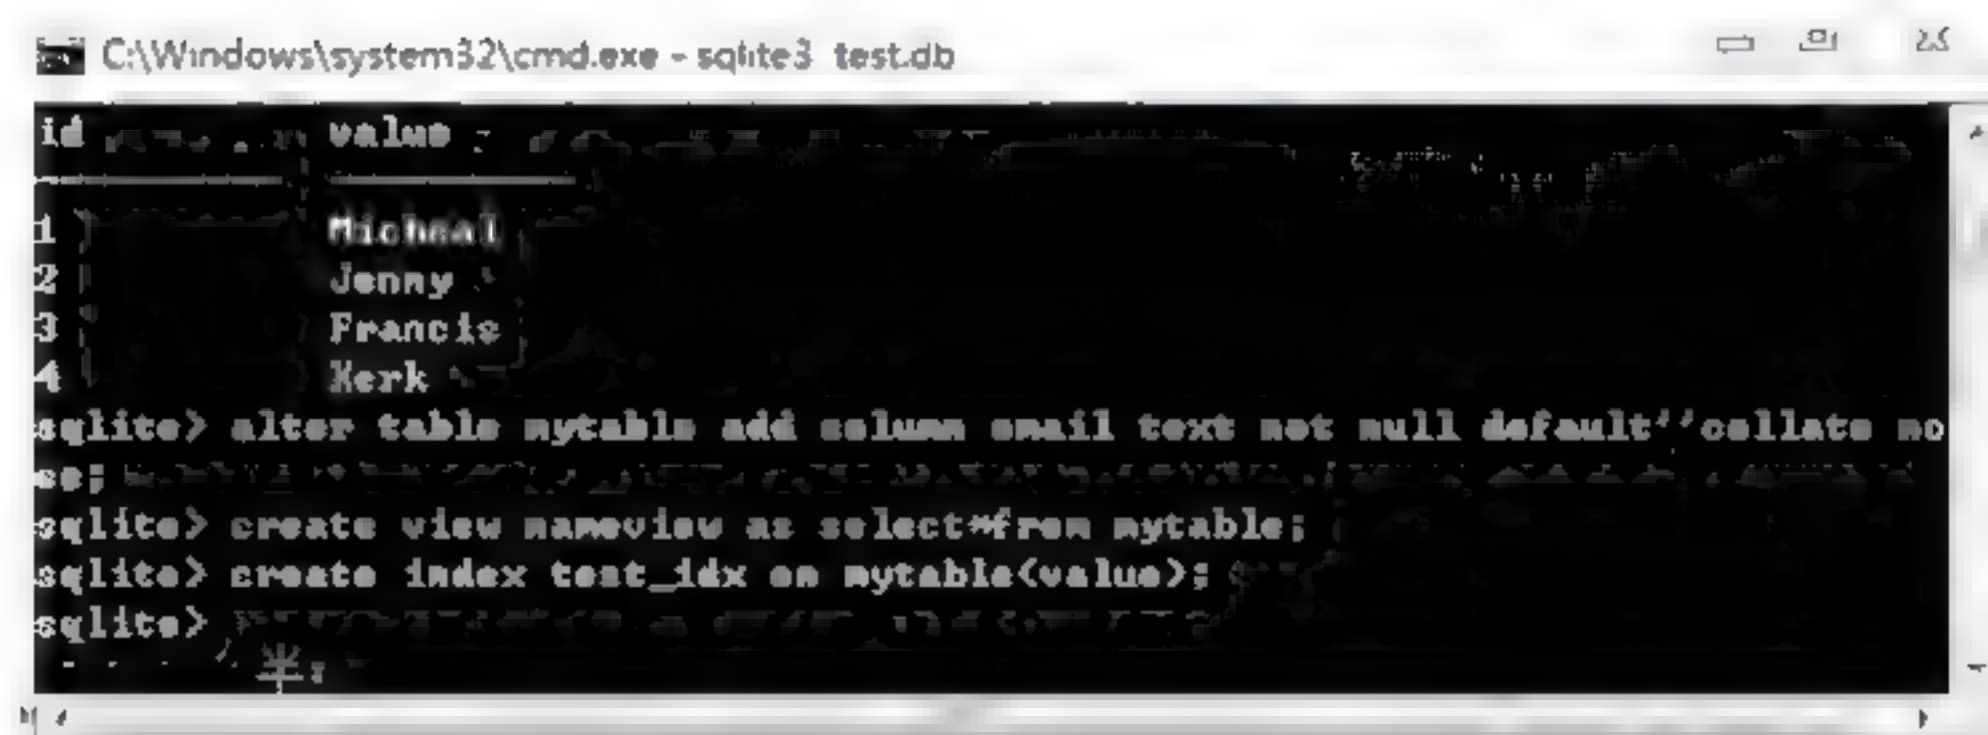 C:\Windows\system32\cmd.exe - sqlite3 test.db
id value
1 Micheal
2 Jenny
3 Francis
4 Kerk
sqlite> alter table mytable add column email text not null default''collate no
se;
sqlite> create view nameview as select*from mytable;
sqlite> create index test_idx on mytable(value);
sqlite>
半: